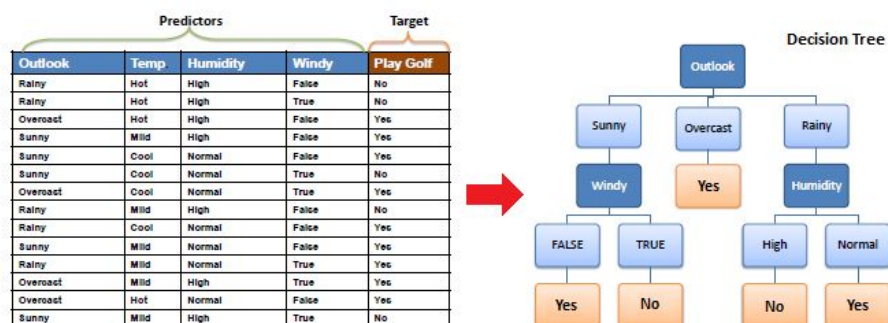 Predictors Target
Outlook Temp Humidity Windy Play Golf
Rainy Hot High False No
Rainy Hot High True No
Overoast Hot High False Yes
Sunny Mild High False Yes
Sunny Cool Normal False Yes
Sunny Cool Normal True No
Overoast Cool Normal True Yes
Rainy Mild High False No
Rainy Cool Normal False Yes
Sunny Mild Normal False Yes
Rainy Mild Normal True Yes
Overoast Mild High True Yes
Overoast Hot Normal False Yes
Sunny Mild High True No
Decision Tree
Outlook
Sunny Overcast Rainy
Windy Yes Humidity
FALSE TRUE High Normal
Yes No No Yes